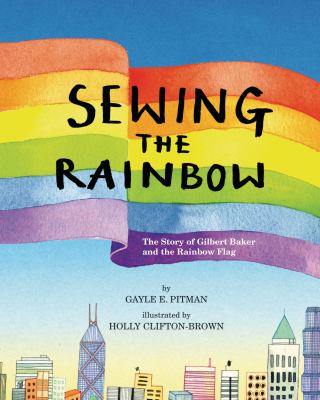 SEWING
THE
RAINBOW
The Story of Gilbert Baker
and the Rainbow Flag
by
GAYLE E. PITMAN
illustrated by
HOLLY CLIFTON-BROWN